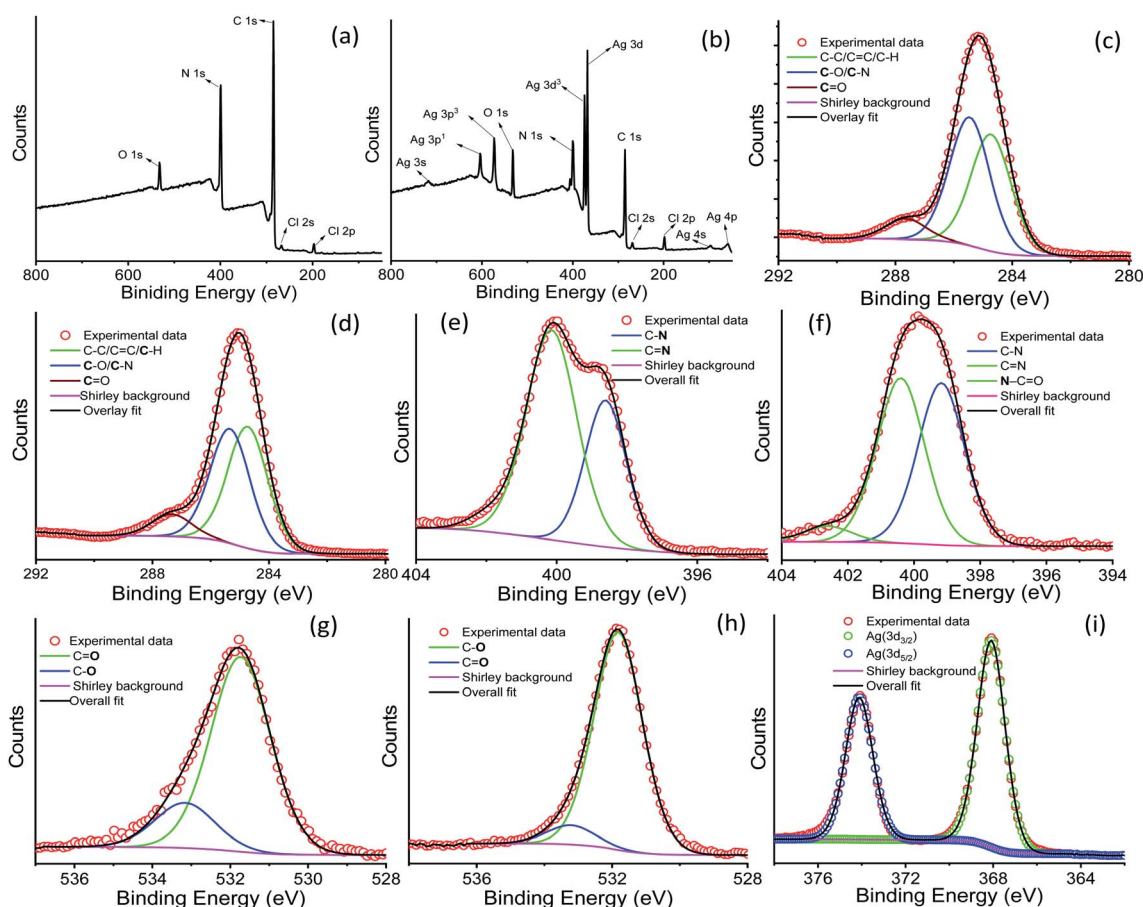 (a)
C 1s
N 1s
O 1s
Cl 2s
Cl 2p
Counts
800 600 400 200
Biniding Energy (eV)
(b)
Ag 3d
Ag 3d³
Ag 3p³
O 1s
N 1s
C 1s
Ag 3p¹
Ag 3s
Cl 2s
Cl 2p
Ag 4p
Ag 4s
Counts
800 600 400 200
Binding Energy (eV)
(c)
Experimental data
C-C/C=C/C-H
C-O/C-N
C=O
Shirley background
Overlay fit
Counts
292 288 284 280
Binding Energy (eV)
(d)
Experimental data
C-C/C=C/C-H
C-O/C-N
C=O
Shirley background
Overlay fit
Counts
292 288 284 280
Binding Engergy (eV)
(e)
Experimental data
C-N
C=N
Shirley background
Overall fit
Counts
404 400 396
Binding Energy (eV)
(f)
Experimental data
C-N
C=N
N–C=O
Shirley background
Overall fit
Counts
404 402 400 398 396 394
Binding Energy (eV)
(g)
Experimental data
C=O
C-O
Shirley background
Overall fit
Counts
536 534 532 530 528
Binding Energy (eV)
(h)
Experimental data
C-O
C=O
Shirley background
Overall fit
Counts
536 532 528
Binding Energy (eV)
(i)
Experimental data
Ag(3d3/2)
Ag(3d5/2)
Shirley background
Overall fit
Counts
376 372 368 364
Binding Energy (eV)